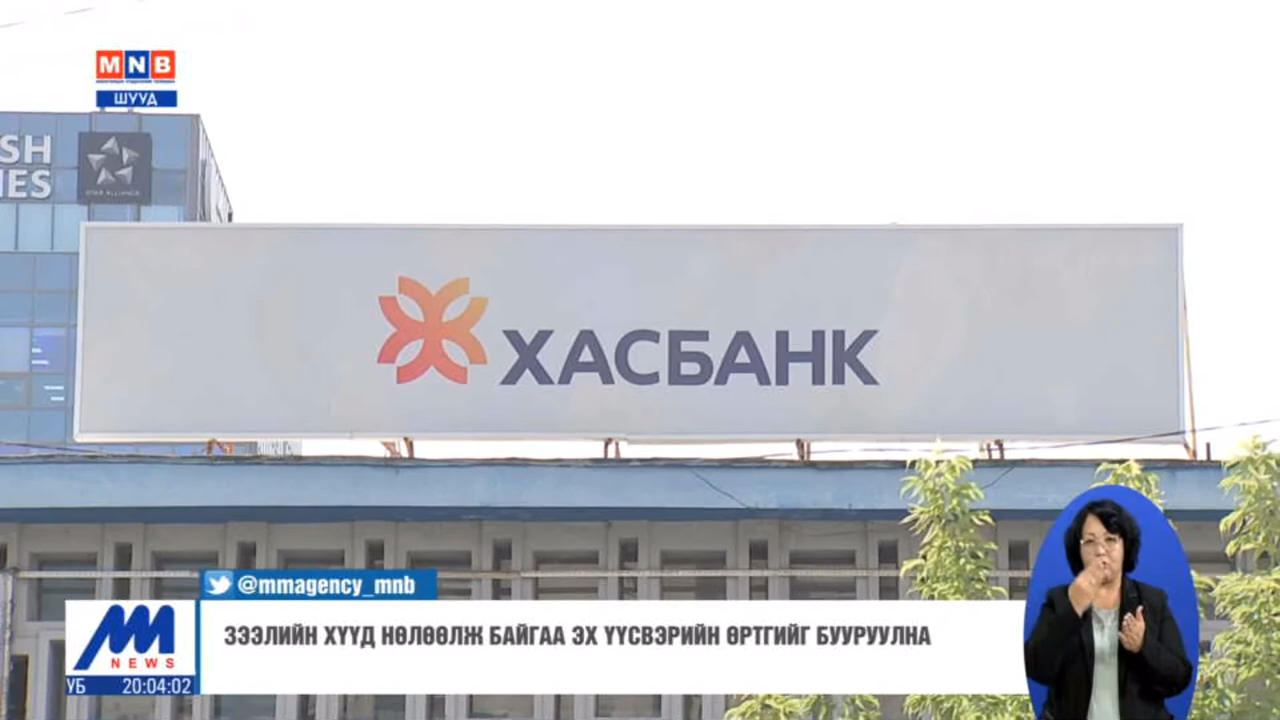 MNB
ШУУД
SH
ES
STAR ALLIANCE
ХАСБАНК
@mmagency_mnb
ЗЭЭЛИЙН ХҮҮД НӨЛӨӨЛЖ БАЙГАА ЭХ ҮҮСВЭРИЙН ӨРТГИЙГ БУУРУУЛНА
MM
NEWS
УБ 20:04:02